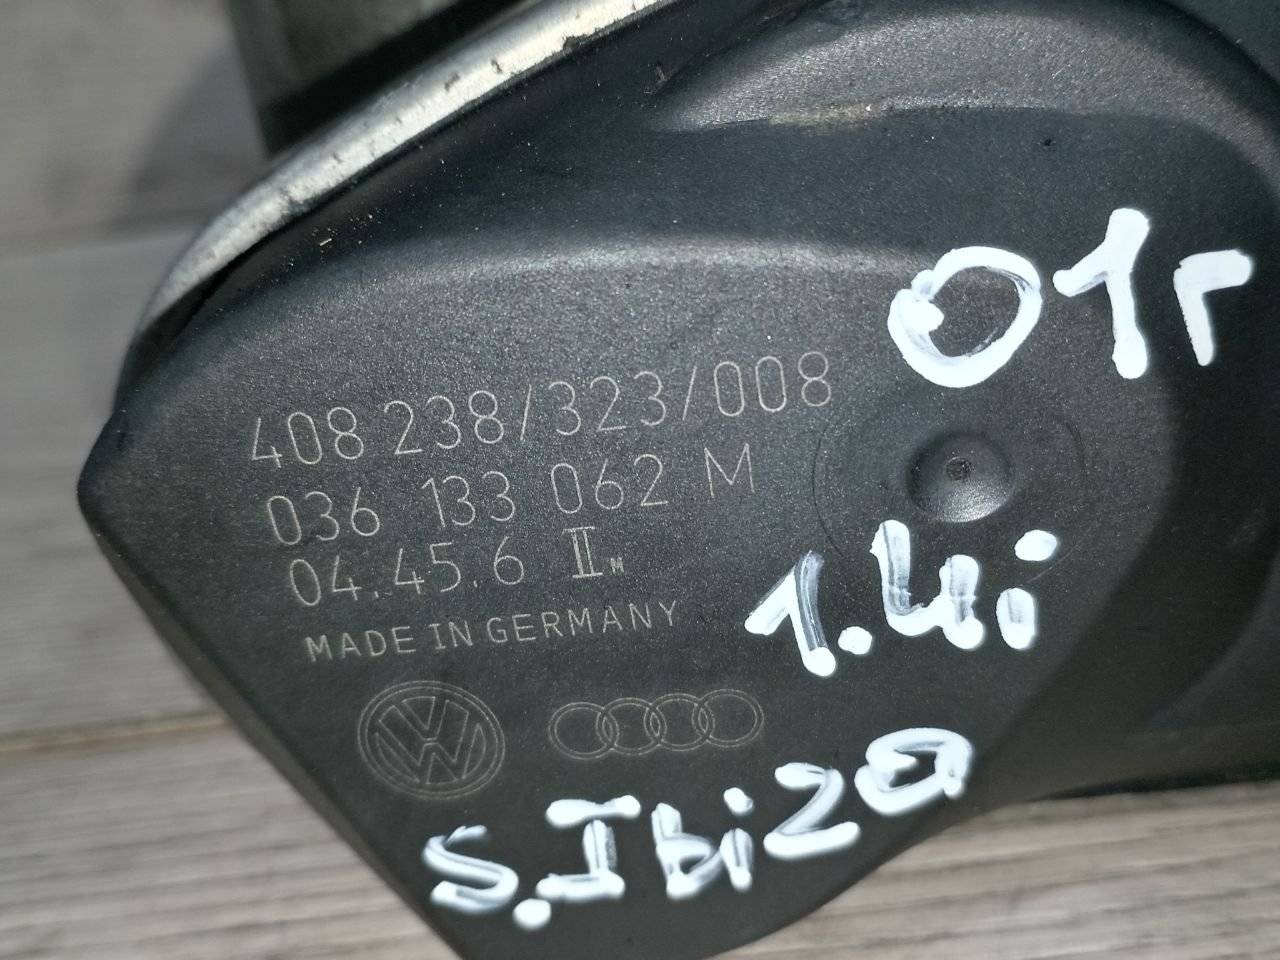 01г
408 238/323/008
036 133 062 M
04.45.6 II M
MADE IN GERMANY
1.4i
S.Ibiza